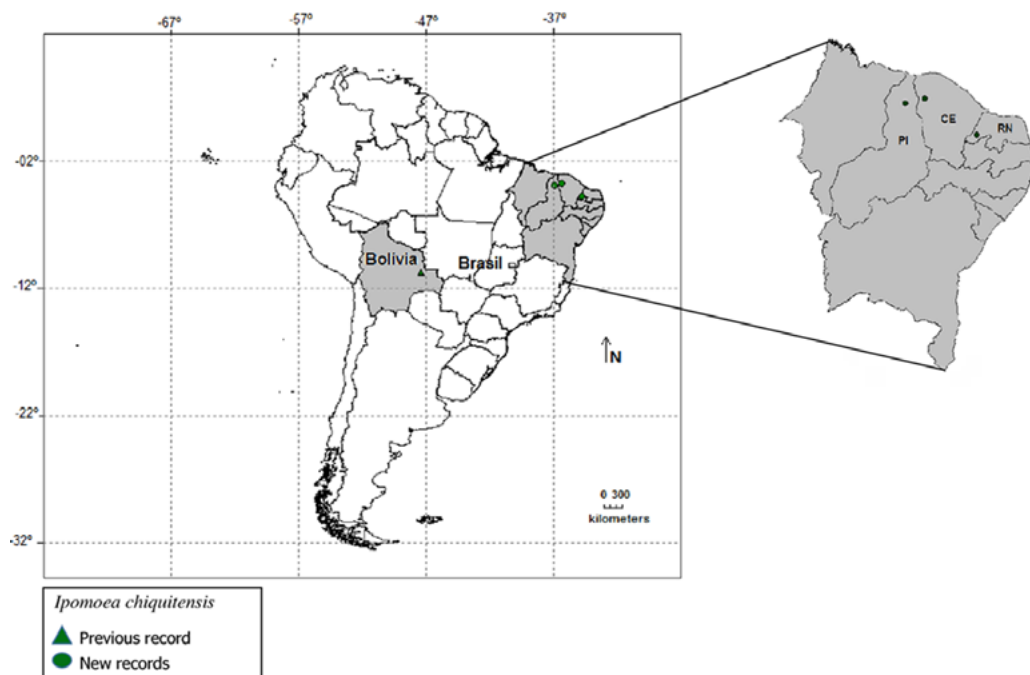 -67º -57º -47º -37º
-02º
-12º
-22º
-32º
Bolivia
Brasil
N
0 300
kilometers
CE
RN
PI
Ipomoea chiquitensis
Previous record
New records